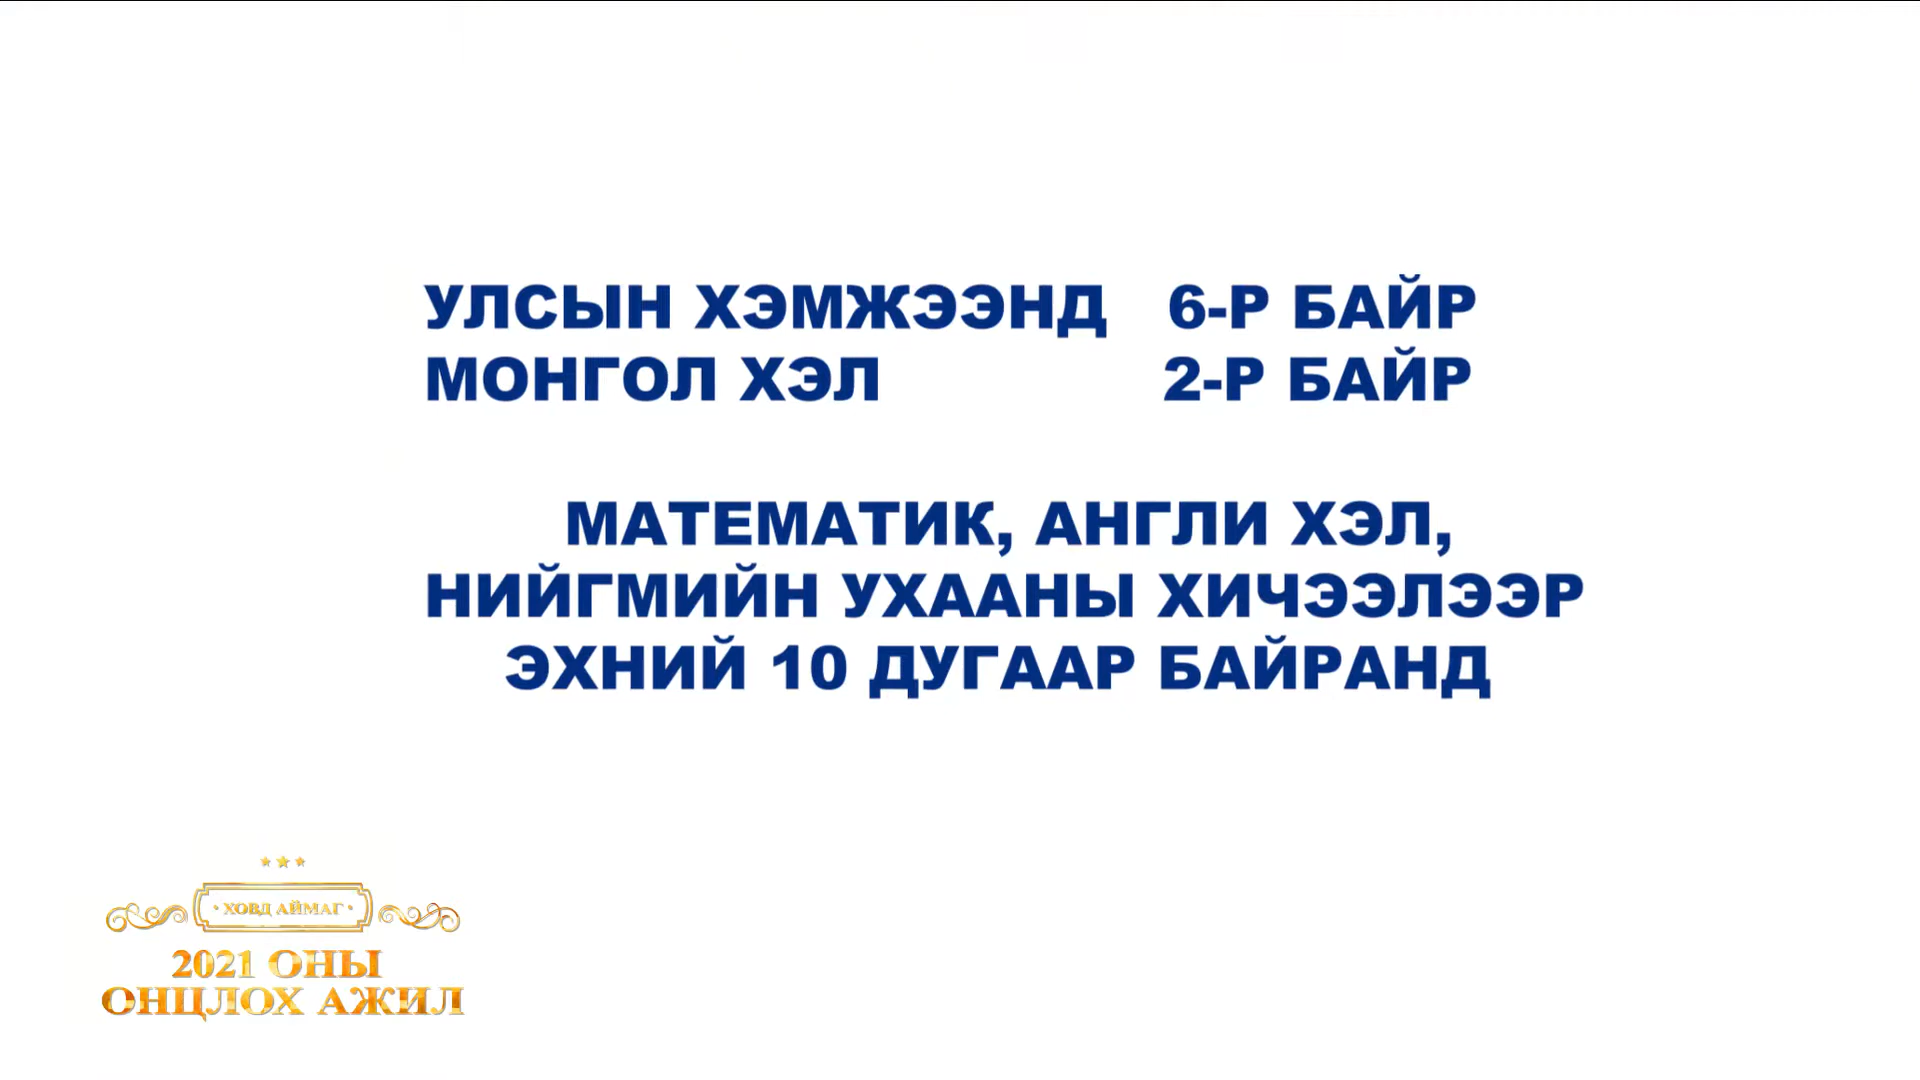 УЛСЫН ХЭМЖЭЭНД 6-Р БАЙР
МОНГОЛ ХЭЛ 2-Р БАЙР
МАТЕМАТИК, АНГЛИ ХЭЛ,
НИЙГМИЙН УХААНЫ ХИЧЭЭЛЭЭР
ЭХНИЙ 10 ДУГААР БАЙРАНД
· ХОВД АЙМАГ ·
2021 ОНЫ
ОНЦЛОХ АЖИЛ